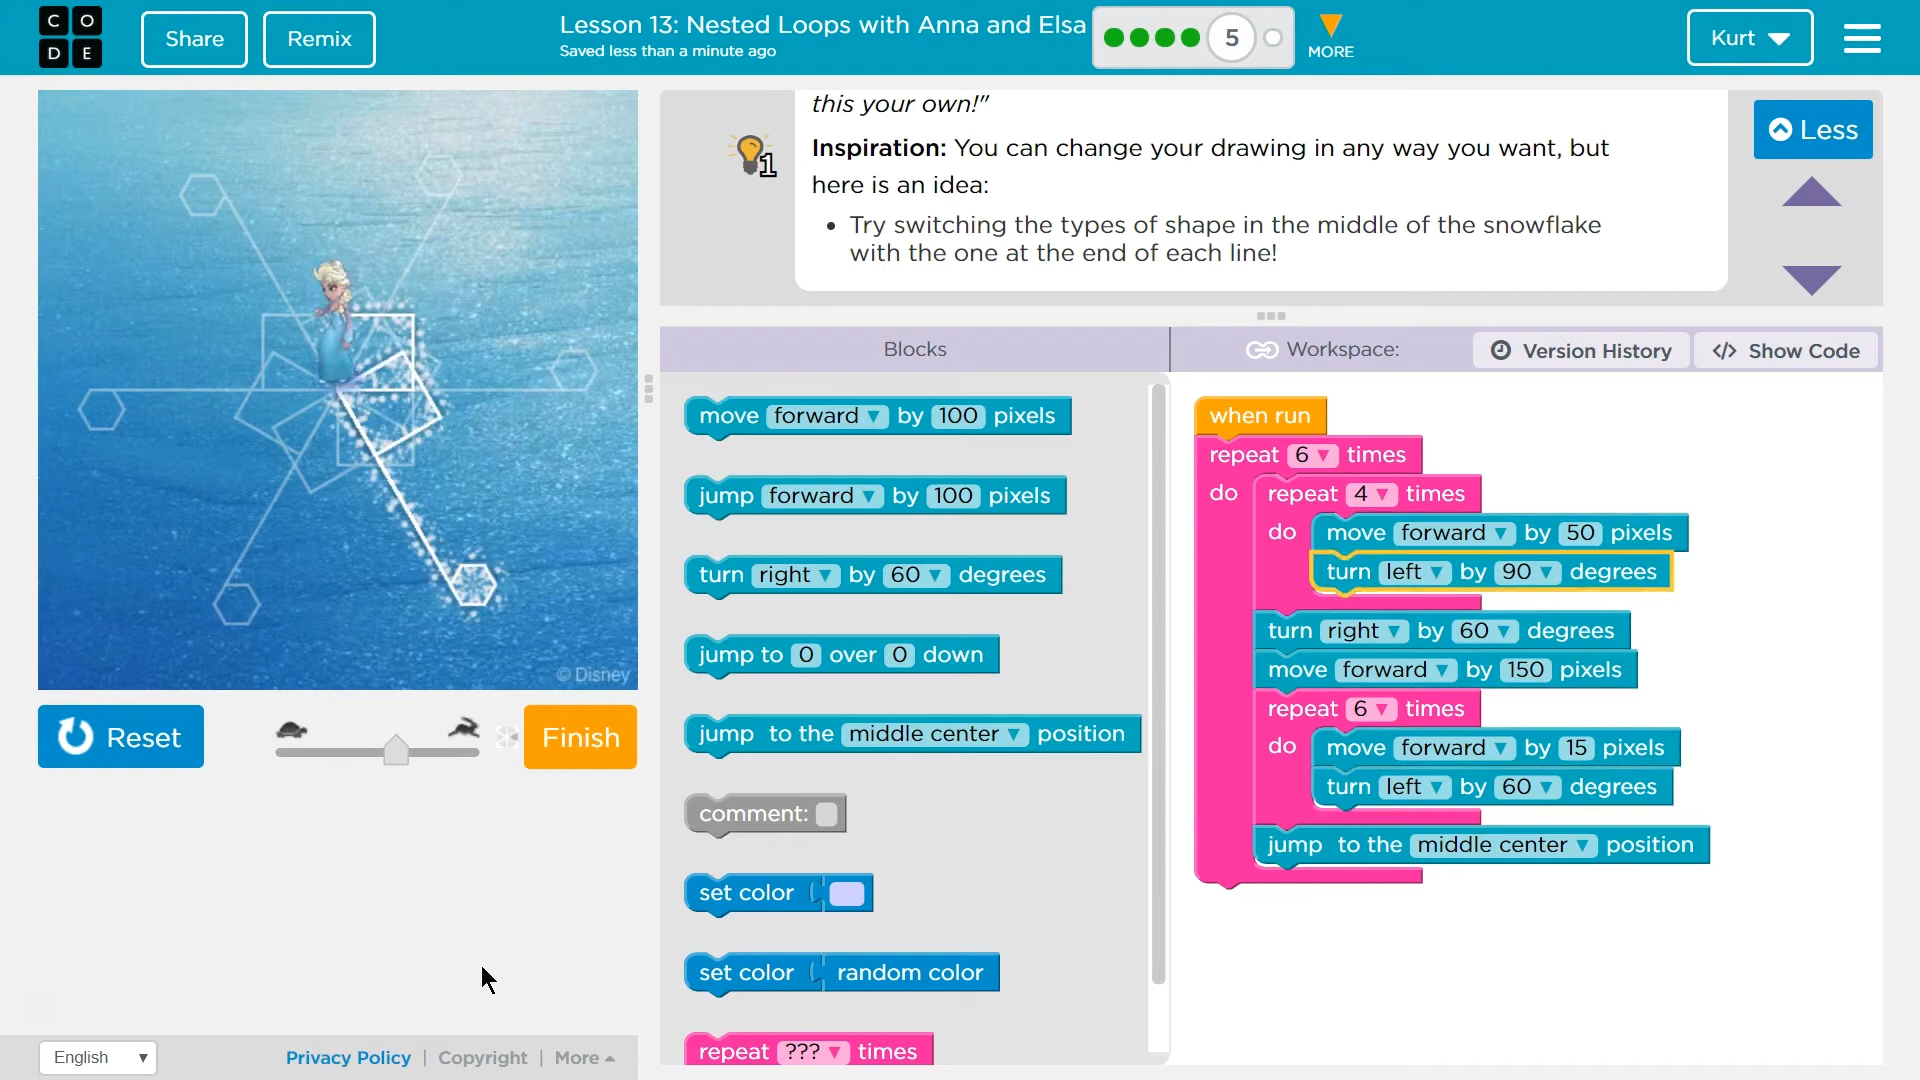 C O
D E
Share
Remix
Lesson 13: Nested Loops with Anna and Elsa
Saved less than a minute ago
5
MORE
Kurt
this your own!"
1
Inspiration: You can change your drawing in any way you want, but
here is an idea:
• Try switching the types of shape in the middle of the snowflake
with the one at the end of each line!
Less
© Disney
Reset
Finish
Blocks
Workspace:
Version History
</> Show Code
move forward by 100 pixels
jump forward by 100 pixels
turn right by 60 degrees
jump to 0 over 0 down
jump to the middle center position
comment:
set color
set color random color
repeat ??? times
when run
repeat 6 times
do repeat 4 times
do move forward by 50 pixels
turn left by 90 degrees
turn right by 60 degrees
move forward by 150 pixels
repeat 6 times
do move forward by 15 pixels
turn left by 60 degrees
jump to the middle center position
English
Privacy Policy | Copyright | More